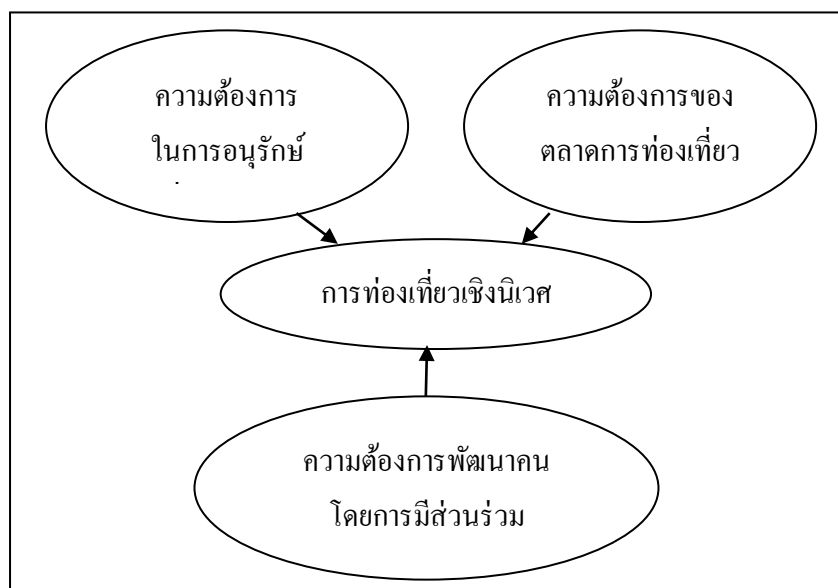 ความต้องการ
ในการอนุรักษ์
ความต้องการของ
ตลาดการท่องเที่ยว
การท่องเที่ยวเชิงนิเวศ
ความต้องการพัฒนาคน
โดยการมีส่วนร่วม